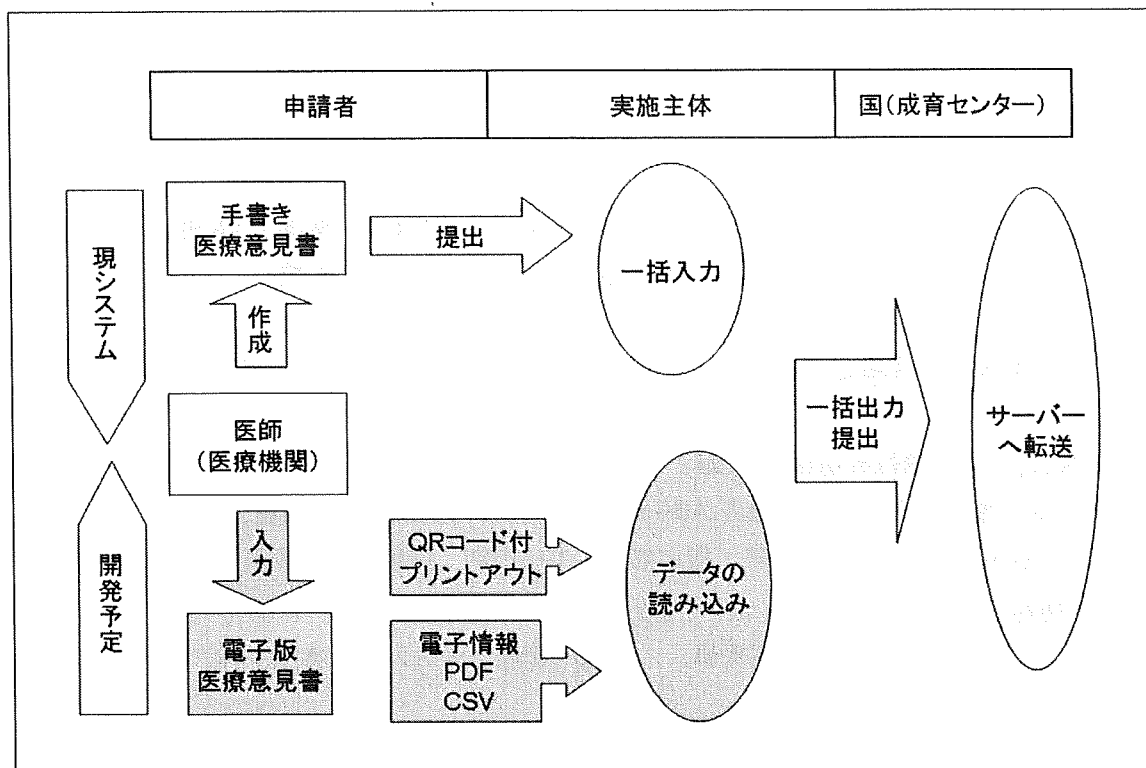 申請者
実施主体
国(成育センター)
現システム
手書き
医療意見書
提出
一括入力
作成
医師
(医療機関)
一括出力
提出
サーバー
へ転送
開発予定
入力
QRコード付
プリントアウト
データの
読み込み
電子版
医療意見書
電子情報
PDF
CSV